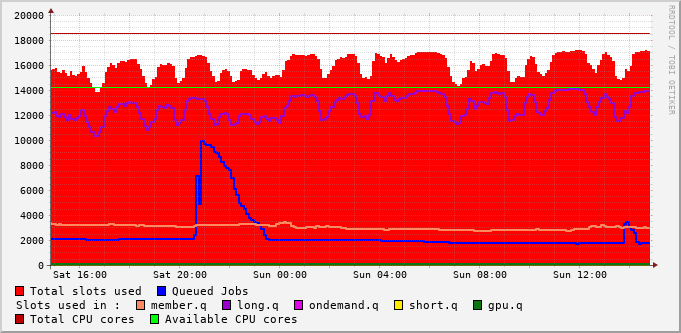 20000
18000
16000
14000
12000
10000
8000
6000
4000
2000
0
Sat 16:00 Sat 20:00 Sun 00:00 Sun 04:00 Sun 08:00 Sun 12:00
RRDTOOL / TOBI OETIKER
Total slots used Queued Jobs
Slots used in : member.q long.q ondemand.q short.q gpu.q
Total CPU cores Available CPU cores